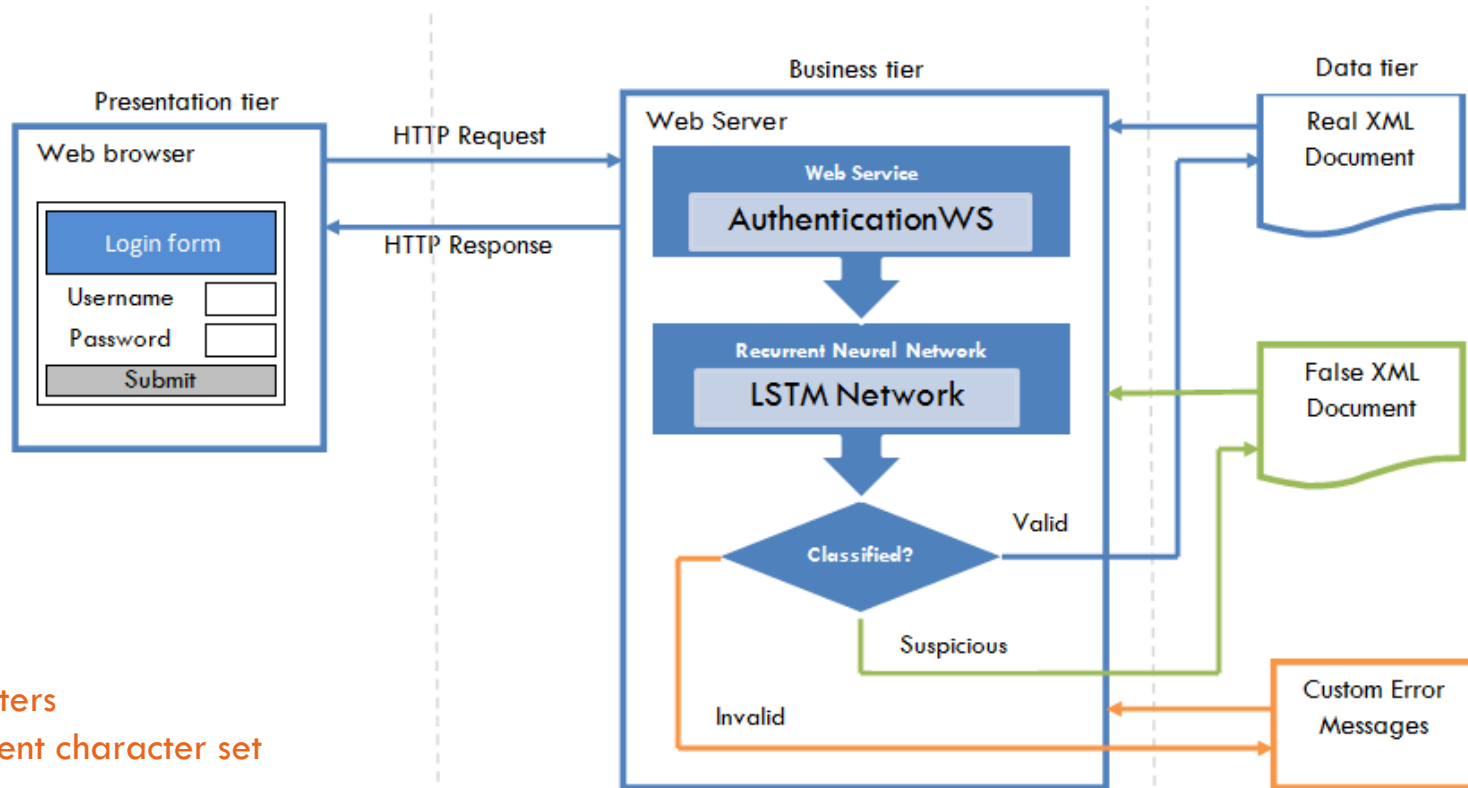 Presentation tier
Web browser
Login form
Username
Password
Submit
HTTP Request
HTTP Response
Business tier
Web Server
Web Service
AuthenticationWS
Recurrent Neural Network
LSTM Network
Classified?
Valid
Suspicious
Invalid
Data tier
Real XML
Document
False XML
Document
Custom Error
Messages
ters
ent character set